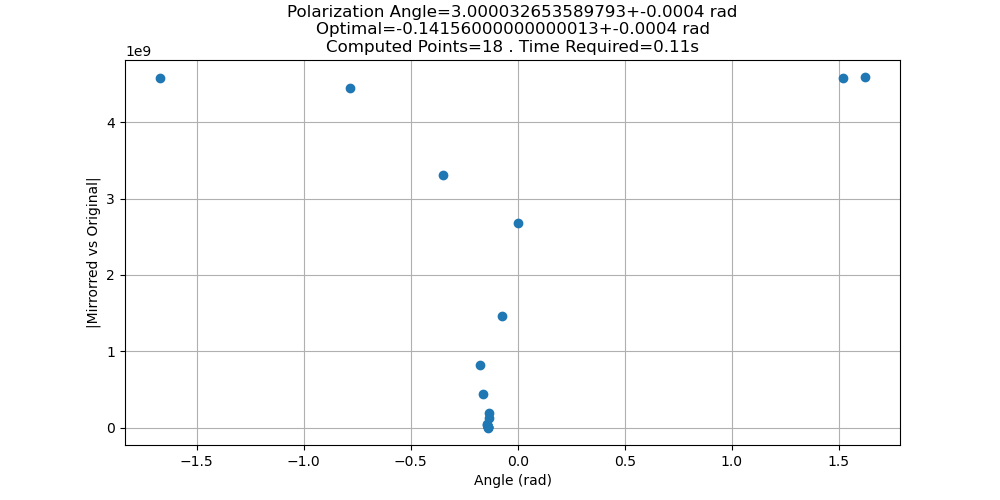 Polarization Angle=3.000032653589793+-0.0004 rad
Optimal=-0.14156000000000013+-0.0004 rad
Computed Points=18 . Time Required=0.11s
1e9
4
3
2
1
0
|Mirrorred vs Original|
−1.5
−1.0
−0.5
0.0
0.5
1.0
1.5
Angle (rad)